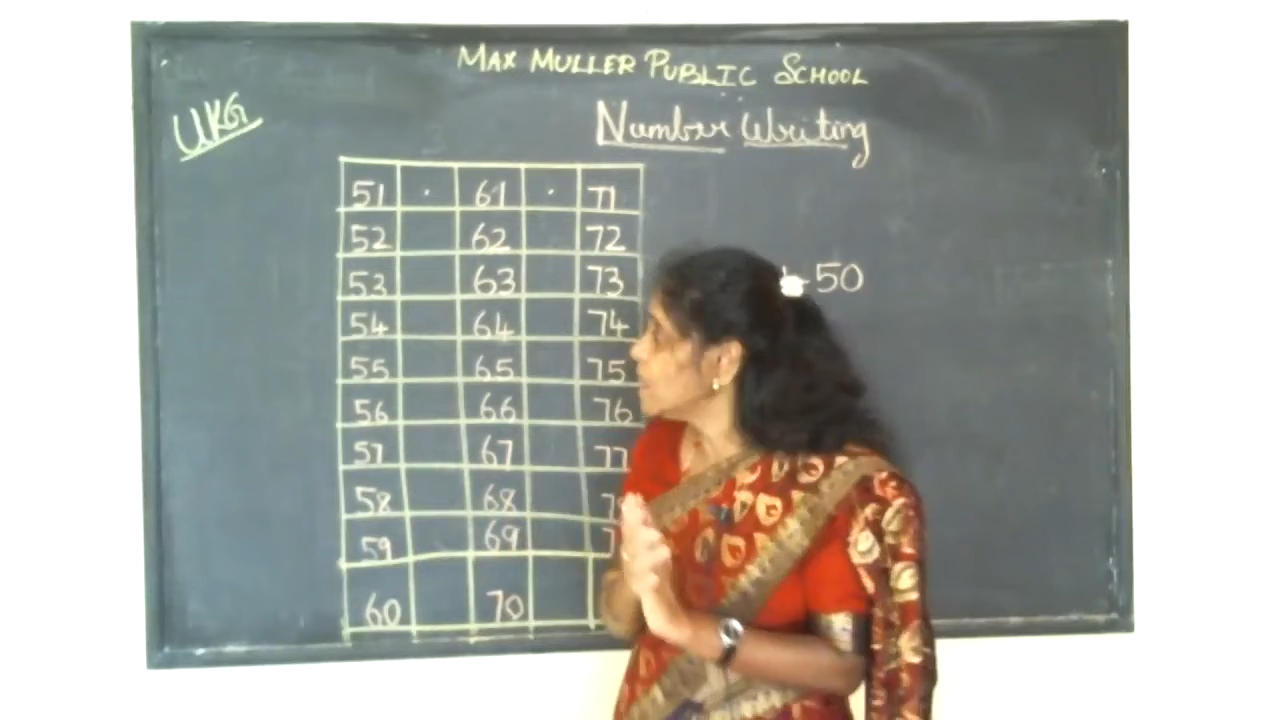 MAX MULLER PUBLIC SCHOOL
UKG
Number Writing
51 · 61 · 71
52 62 72
53 63 73
50
54 64 74
55 65 75
56 66 76
57 67 77
58 68
59 69
60 70